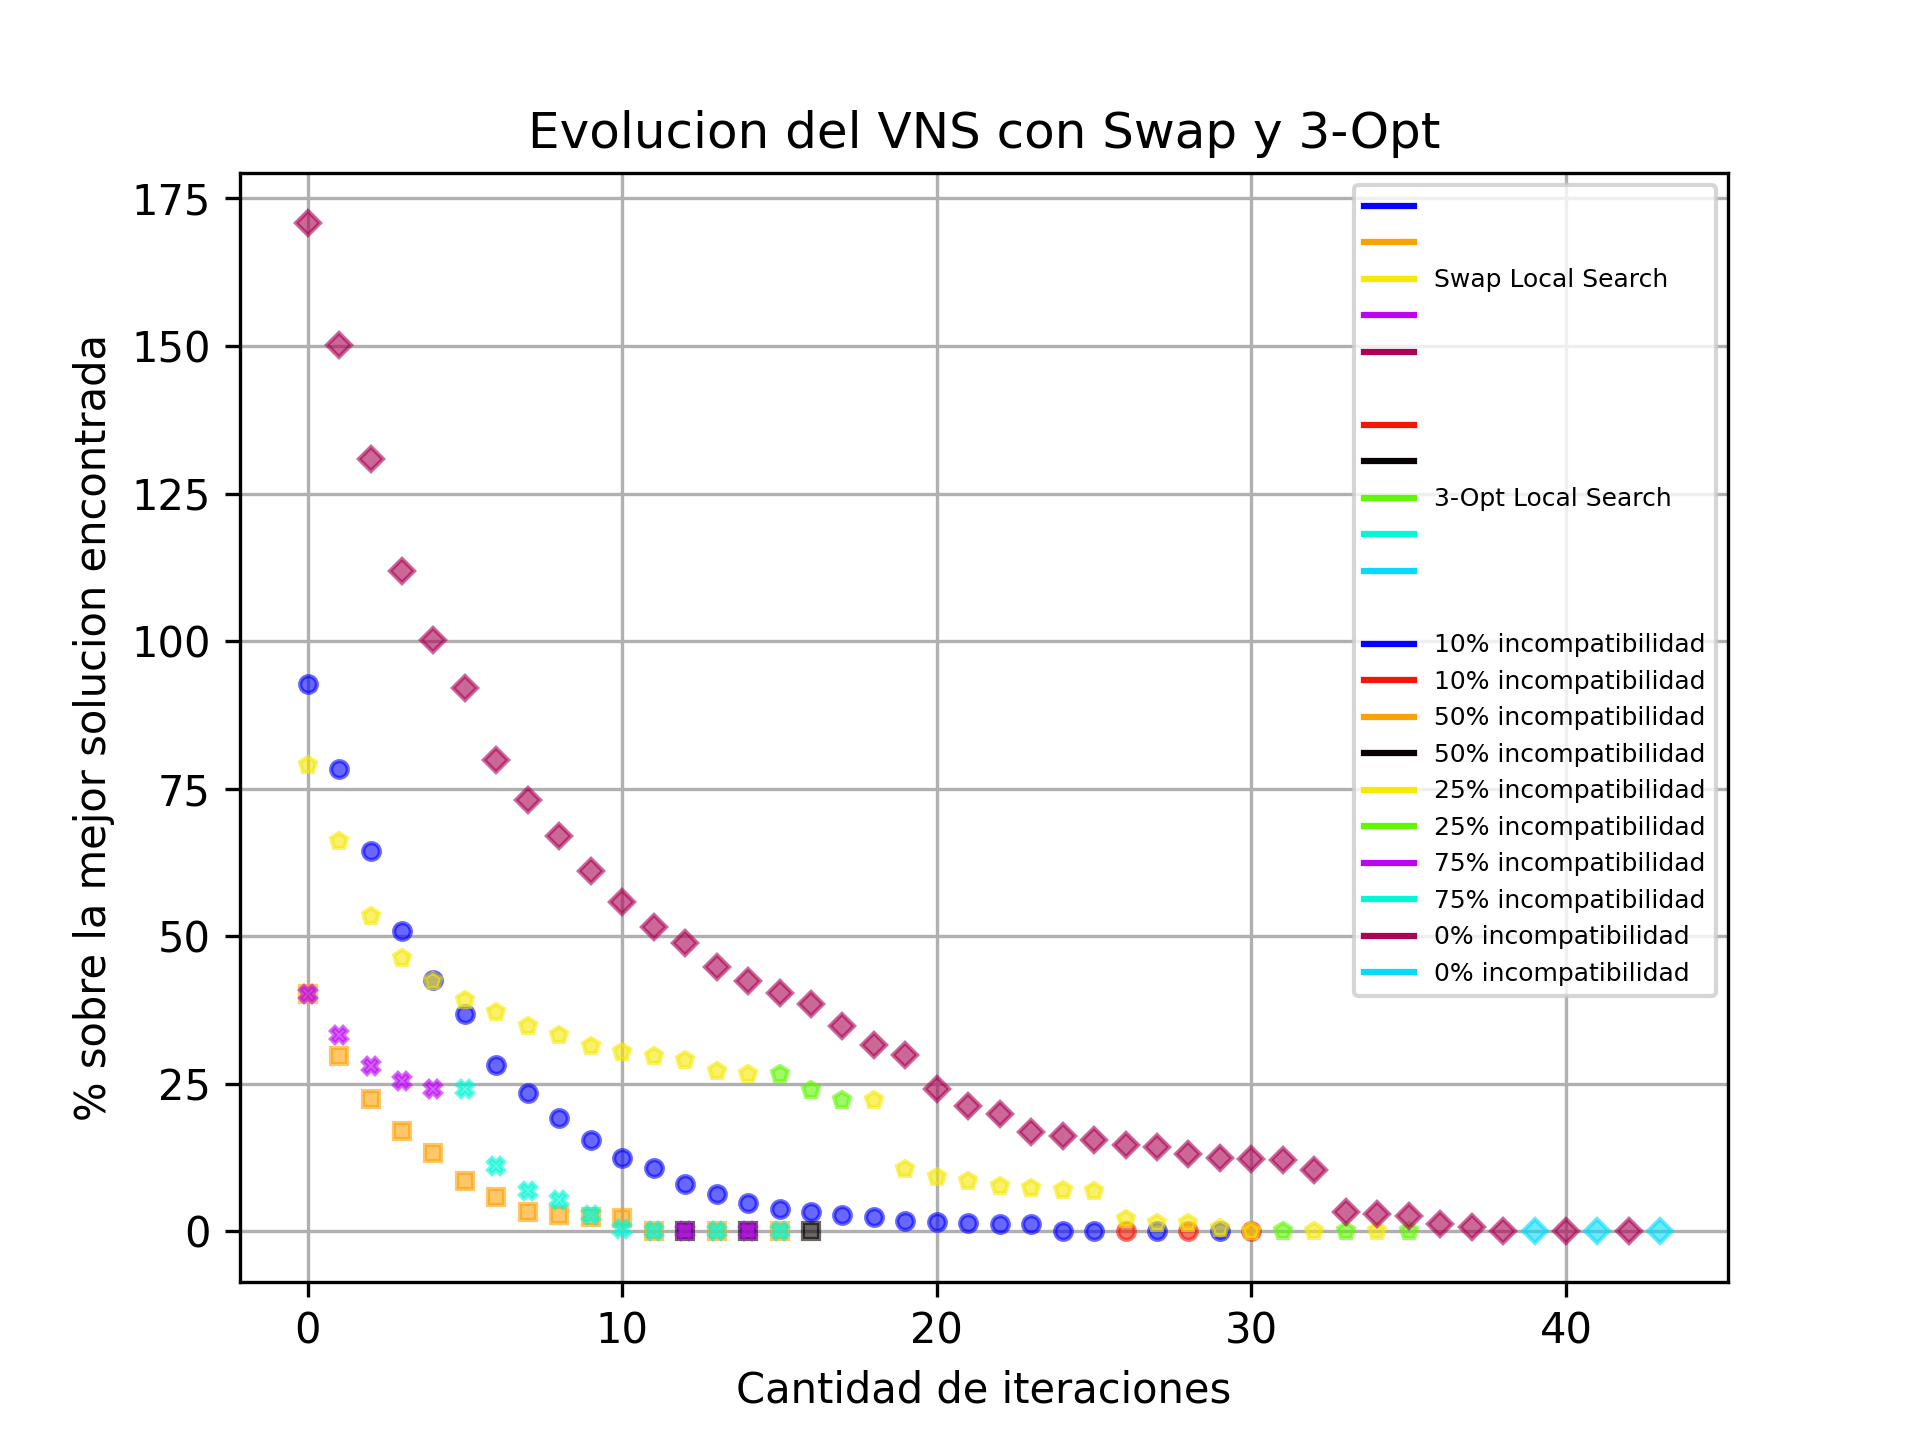 Evolucion del VNS con Swap y 3-Opt
% sobre la mejor solucion encontrada
175
150
125
100
75
50
25
0
Swap Local Search
3-Opt Local Search
10% incompatibilidad
10% incompatibilidad
50% incompatibilidad
50% incompatibilidad
25% incompatibilidad
25% incompatibilidad
75% incompatibilidad
75% incompatibilidad
0% incompatibilidad
0% incompatibilidad
0 10 20 30 40
Cantidad de iteraciones